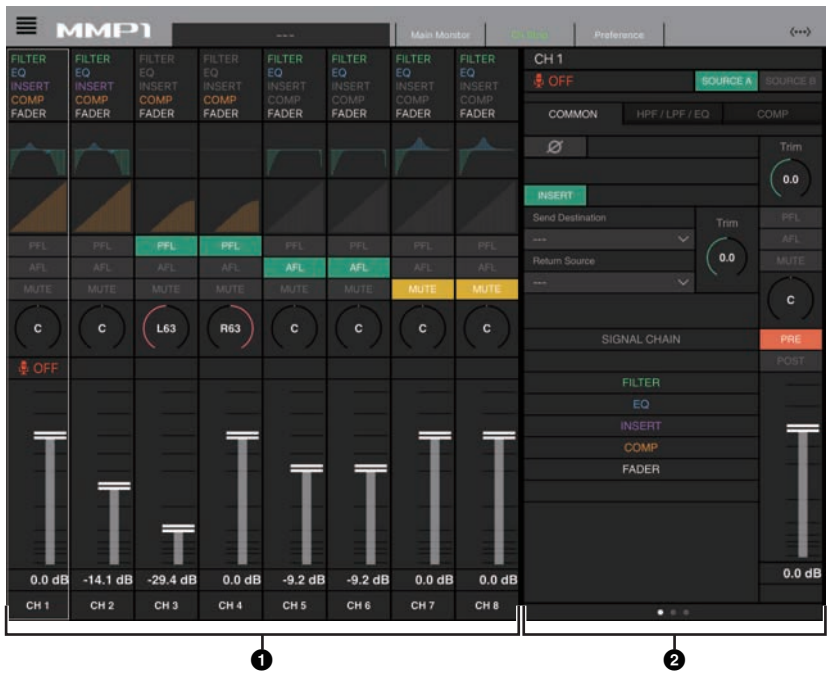 MMP1 --- Main Monitor Ch Strip Preference
FILTER FILTER FILTER FILTER FILTER FILTER FILTER FILTER
EQ EQ EQ EQ EQ EQ EQ EQ
INSERT INSERT INSERT INSERT INSERT INSERT INSERT INSERT
COMP COMP COMP COMP COMP COMP COMP COMP
FADER FADER FADER FADER FADER FADER FADER FADER
PFL PFL PFL PFL PFL PFL PFL PFL
AFL AFL AFL AFL AFL AFL AFL AFL
MUTE MUTE MUTE MUTE MUTE MUTE MUTE MUTE
C C L63 R63 C C C C
OFF
0.0 dB -14.1 dB -29.4 dB 0.0 dB -9.2 dB -9.2 dB 0.0 dB 0.0 dB
CH 1 CH 2 CH 3 CH 4 CH 5 CH 6 CH 7 CH 8
CH 1
OFF SOURCE A SOURCE B
COMMON HPF / LPF / EQ COMP
Ø Trim
0.0
INSERT
Send Destination
---
Return Source
---
Trim
0.0
PFL
AFL
MUTE
C
SIGNAL CHAIN
PRE
POST
FILTER
EQ
INSERT
COMP
FADER
0.0 dB
1 2